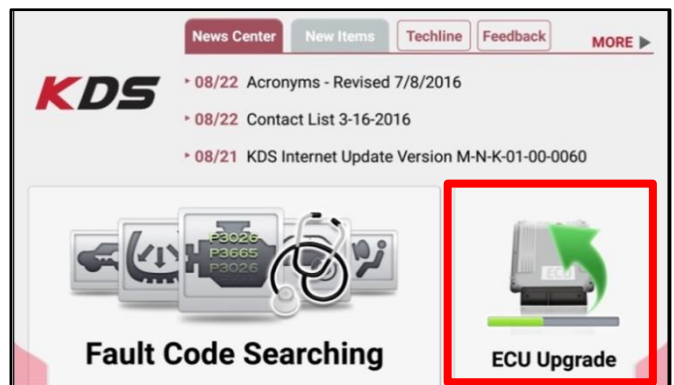 News Center New Items Techline Feedback MORE
KDS
08/22 Acronyms - Revised 7/8/2016
08/22 Contact List 3-16-2016
08/21 KDS Internet Update Version M-N-K-01-00-0060
P3026
P3665
P3026
ECU
Fault Code Searching
ECU Upgrade